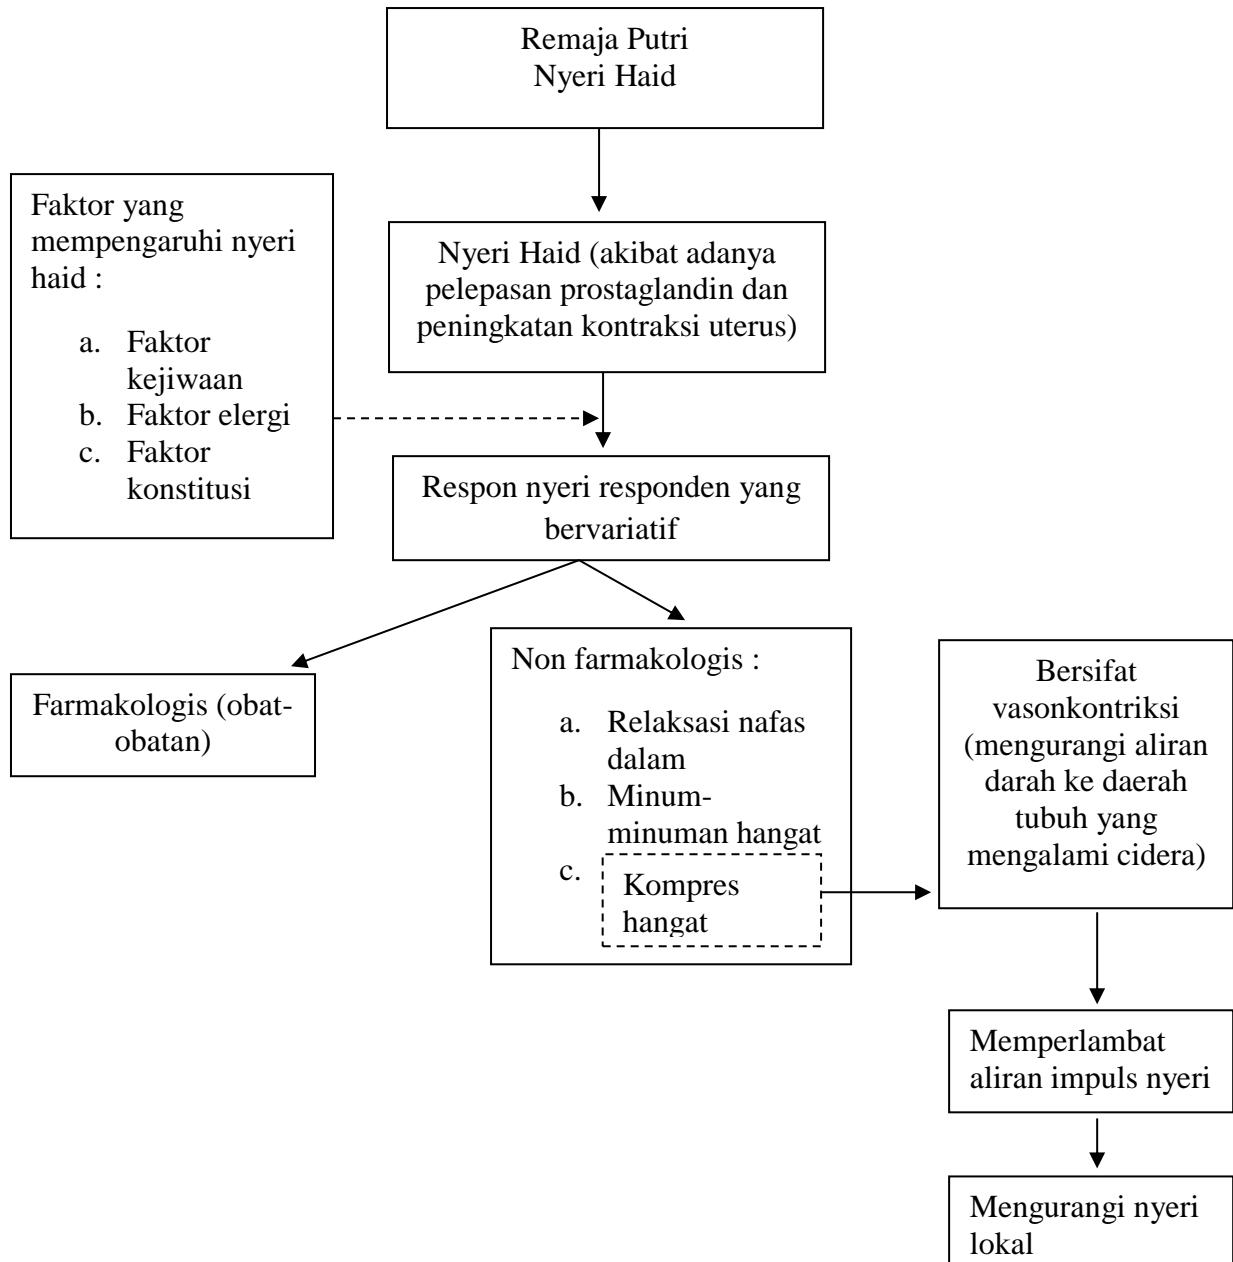 Remaja Putri
Nyeri Haid
Faktor yang
mempengaruhi nyeri
haid :
a. Faktor
kejiwaan
b. Faktor elergi
c. Faktor
konstitusi
Nyeri Haid (akibat adanya
pelepasan prostaglandin dan
peningkatan kontraksi uterus)
Respon nyeri responden yang
bervariatif
Farmakologis (obat-
obatan)
Non farmakologis :
a. Relaksasi nafas
dalam
b. Minum-
minuman hangat
c. Kompres
hangat
Bersifat
vasonkontriksi
(mengurangi aliran
darah ke daerah
tubuh yang
mengalami cidera)
Memperlambat
aliran impuls nyeri
Mengurangi nyeri
lokal